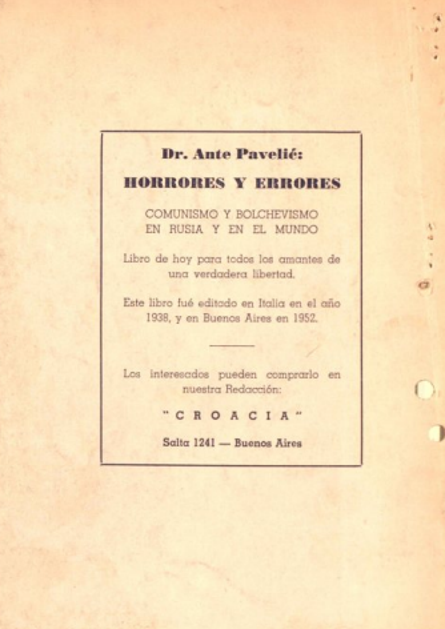 Dr. Ante Pavelié:
HORRORES Y ERRORES
COMUNISMO Y BOLCHEVISMO
EN RUSIA Y EN EL MUNDO
Libro de hoy para todos los amantes de
una verdadera libertad.
Este libro fué editado en Italia en el año
1938, y en Buenos Aires en 1952.
Los interesados pueden comprarlo en
nuestra Redacción:
"CROACIA"
Salta 1241 — Buenos Aires